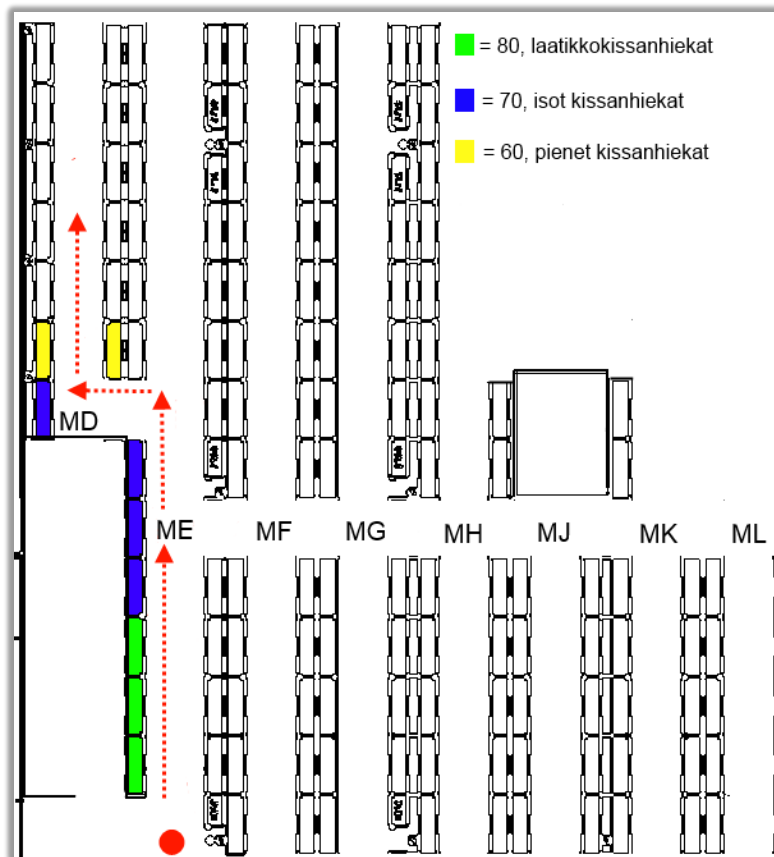 = 80, laatikkokissanhiekat
= 70, isot kissanhiekat
= 60, pienet kissanhiekat
MD
ME
MF
MG
MH
MJ
MK
ML